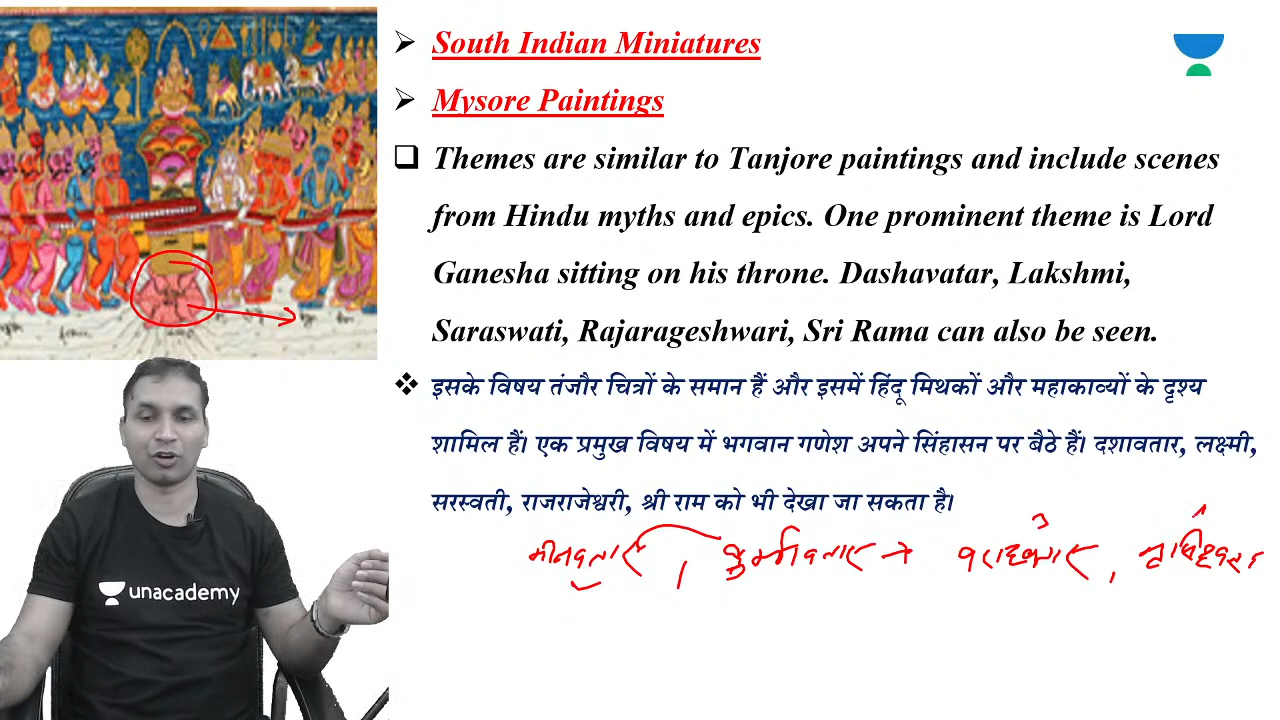 South Indian Miniatures
Mysore Paintings
Themes are similar to Tanjore paintings and include scenes
from Hindu myths and epics. One prominent theme is Lord
Ganesha sitting on his throne. Dashavatar, Lakshmi,
Saraswati, Rajarageshwari, Sri Rama can also be seen.
इसके विषय तंजौर चित्रों के समान हैं और इसमें हिंदू मिथकों और महाकाव्यों के दृश्य
शामिल हैं। एक प्रमुख विषय में भगवान गणेश अपने सिंहासन पर बैठे हैं। दशावतार, लक्ष्मी,
सरस्वती, राजराजेश्वरी, श्री राम को भी देखा जा सकता है।
unacademy